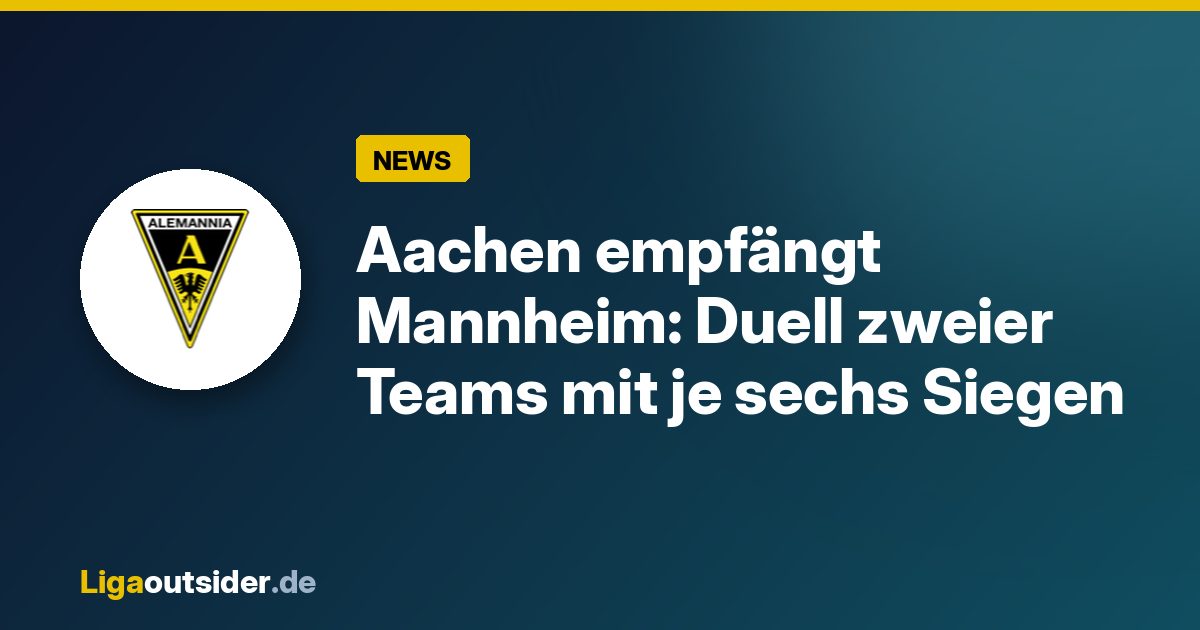 NEWS
ALEMANNIA
A
Aachen empfängt
Mannheim: Duell zweier
Teams mit je sechs Siegen
Ligaoutsider.de